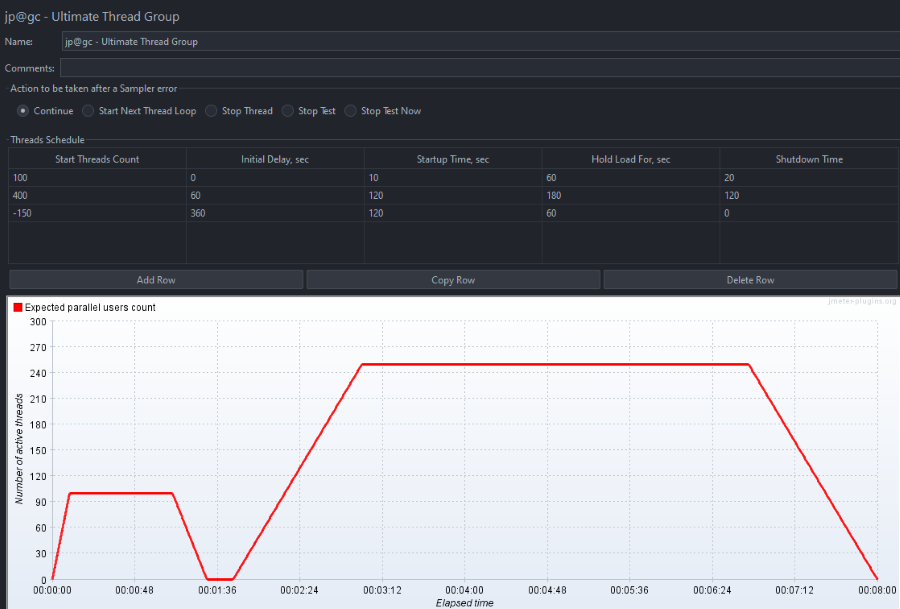 jp@gc - Ultimate Thread Group
Name: jp@gc - Ultimate Thread Group
Comments:
Action to be taken after a Sampler error
Continue Start Next Thread Loop Stop Thread Stop Test Stop Test Now
Threads Schedule
Start Threads Count Initial Delay, sec Startup Time, sec Hold Load For, sec Shutdown Time
100 0 10 60 20
400 60 120 180 120
-150 360 120 60 0
Add Row Copy Row Delete Row
jmeter-plugins.org
Expected parallel users count
300
270
240
210
180
150
120
90
60
30
0
Number of active threads
00:00:00 00:00:48 00:01:36 00:02:24 00:03:12 00:04:00 00:04:48 00:05:36 00:06:24 00:07:12 00:08:00
Elapsed time